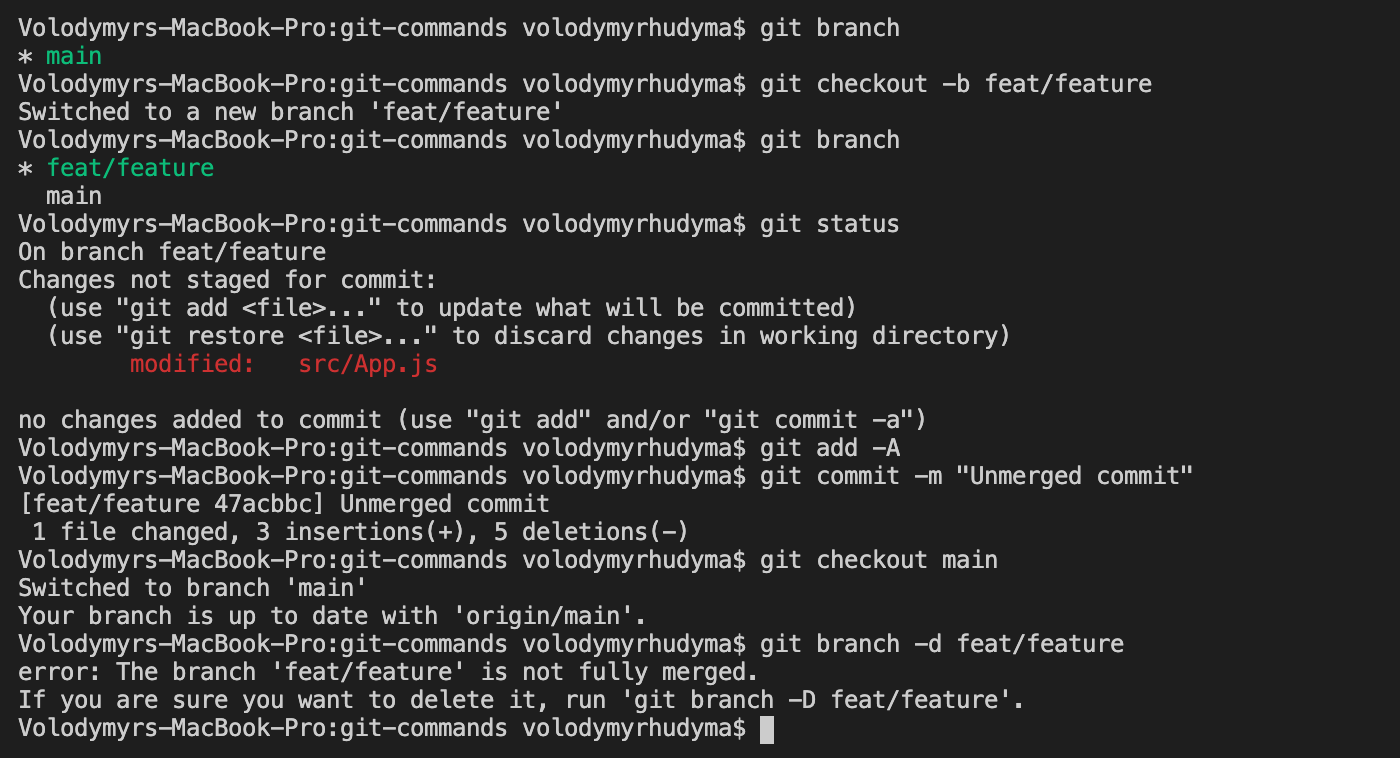 Volodymyrs-MacBook-Pro:git-commands volodymyrhudyma$ git branch
* main
Volodymyrs-MacBook-Pro:git-commands volodymyrhudyma$ git checkout -b feat/feature
Switched to a new branch 'feat/feature'
Volodymyrs-MacBook-Pro:git-commands volodymyrhudyma$ git branch
* feat/feature
  main
Volodymyrs-MacBook-Pro:git-commands volodymyrhudyma$ git status
On branch feat/feature
Changes not staged for commit:
  (use "git add <file>..." to update what will be committed)
  (use "git restore <file>..." to discard changes in working directory)
        modified:   src/App.js

no changes added to commit (use "git add" and/or "git commit -a")
Volodymyrs-MacBook-Pro:git-commands volodymyrhudyma$ git add -A
Volodymyrs-MacBook-Pro:git-commands volodymyrhudyma$ git commit -m "Unmerged commit"
[feat/feature 47acbbc] Unmerged commit
 1 file changed, 3 insertions(+), 5 deletions(-)
Volodymyrs-MacBook-Pro:git-commands volodymyrhudyma$ git checkout main
Switched to branch 'main'
Your branch is up to date with 'origin/main'.
Volodymyrs-MacBook-Pro:git-commands volodymyrhudyma$ git branch -d feat/feature
error: The branch 'feat/feature' is not fully merged.
If you are sure you want to delete it, run 'git branch -D feat/feature'.
Volodymyrs-MacBook-Pro:git-commands volodymyrhudyma$